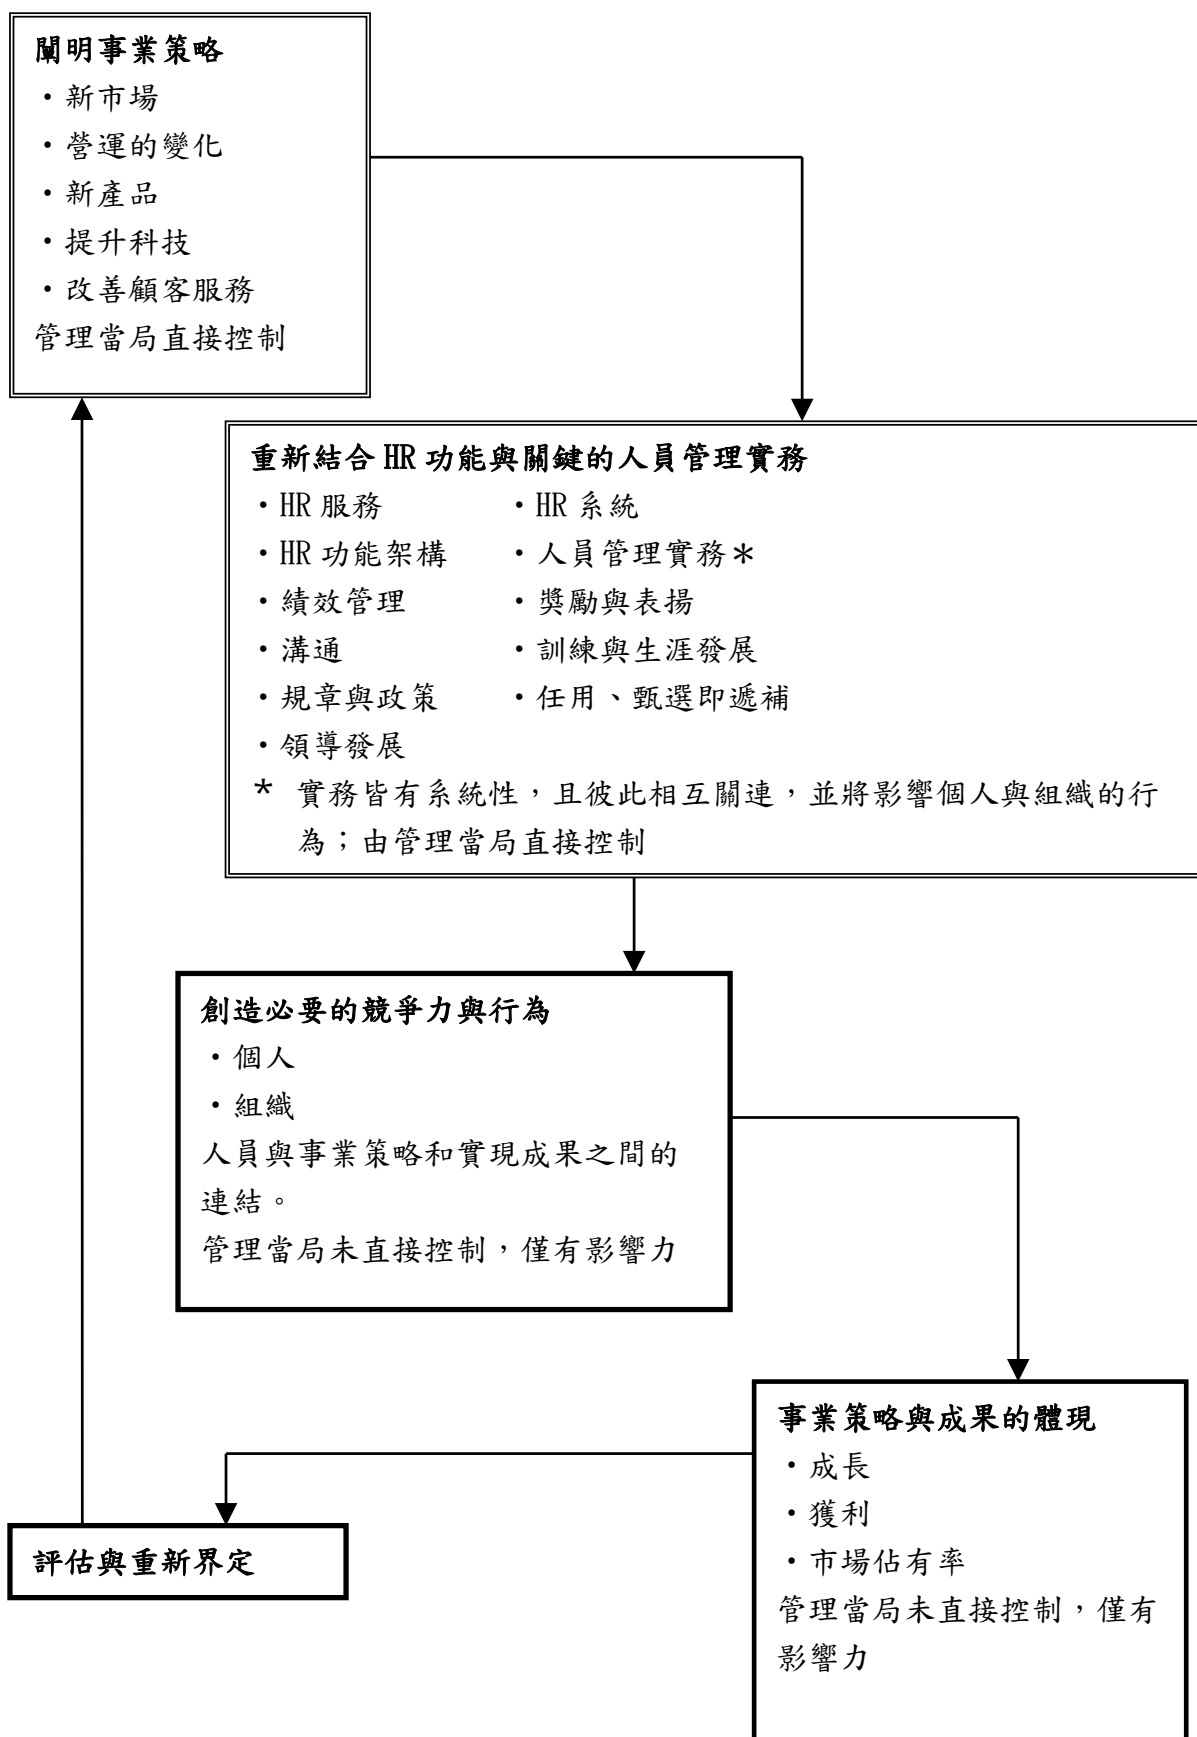 闡明事業策略
・新市場
・營運的變化
・新產品
・提升科技
・改善顧客服務
管理當局直接控制
重新結合 HR 功能與關鍵的人員管理實務
・HR 服務 ・HR 系統
・HR 功能架構 ・人員管理實務＊
・績效管理 ・獎勵與表揚
・溝通 ・訓練與生涯發展
・規章與政策 ・任用、甄選即遞補
・領導發展
* 實務皆有系統性，且彼此相互關連，並將影響個人與組織的行
為；由管理當局直接控制
創造必要的競爭力與行為
・個人
・組織
人員與事業策略和實現成果之間的
連結。
管理當局未直接控制，僅有影響力
事業策略與成果的體現
・成長
・獲利
・市場佔有率
管理當局未直接控制，僅有
影響力
評估與重新界定